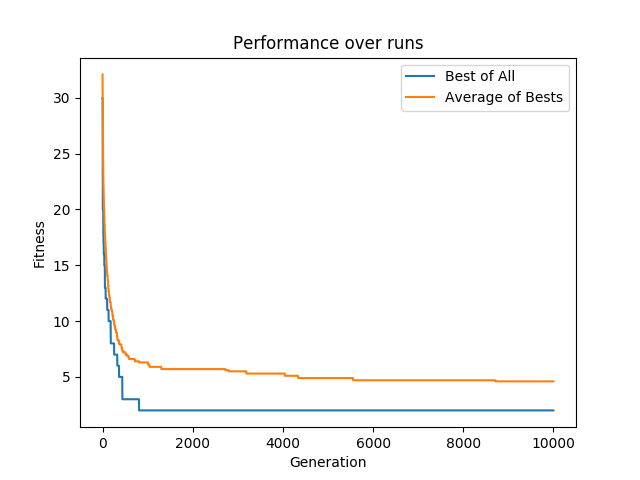 Performance over runs
Best of All
Average of Bests
30
25
20
15
10
5
Fitness
0 2000 4000 6000 8000 10000
Generation